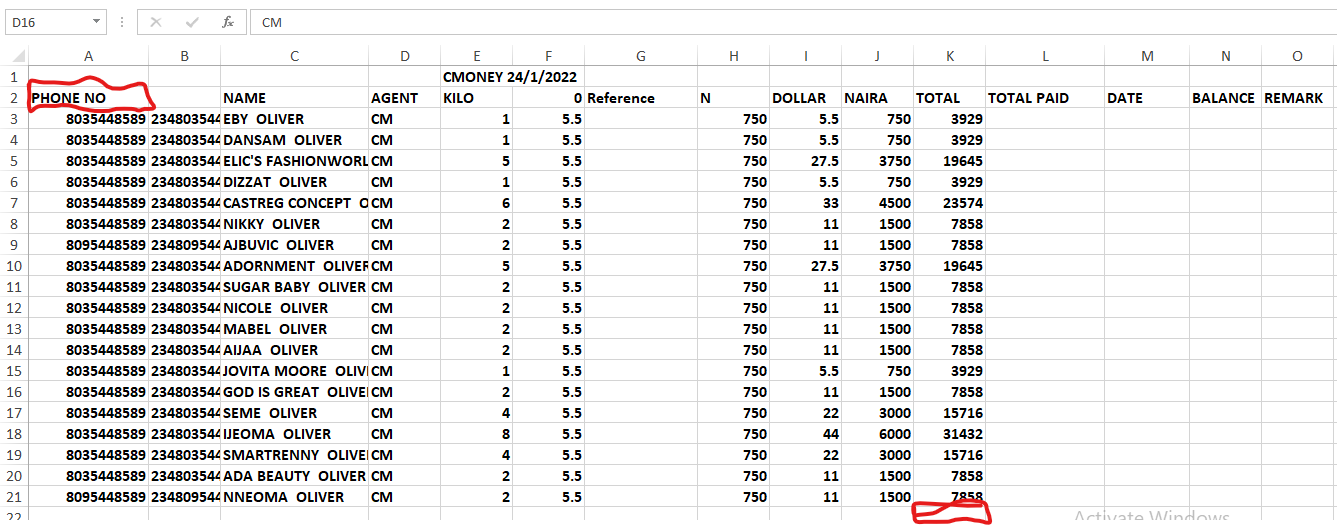 D16 fx CM
A B C D E F G H I J K L M N O
1 CMONEY 24/1/2022
2 PHONE NO NAME AGENT KILO 0 Reference N DOLLAR NAIRA TOTAL TOTAL PAID DATE BALANCE REMARK
3 8035448589 234803544 EBY OLIVER CM 1 5.5 750 5.5 750 3929
4 8035448589 234803544 DANSAM OLIVER CM 1 5.5 750 5.5 750 3929
5 8035448589 234803544 ELIC'S FASHIONWORL CM 5 5.5 750 27.5 3750 19645
6 8035448589 234803544 DIZZAT OLIVER CM 1 5.5 750 5.5 750 3929
7 8035448589 234803544 CASTREG CONCEPT O CM 6 5.5 750 33 4500 23574
8 8035448589 234803544 NIKKY OLIVER CM 2 5.5 750 11 1500 7858
9 8095448589 234809544 AJBUVIC OLIVER CM 2 5.5 750 11 1500 7858
10 8035448589 234803544 ADORNMENT OLIVER CM 5 5.5 750 27.5 3750 19645
11 8035448589 234803544 SUGAR BABY OLIVER CM 2 5.5 750 11 1500 7858
12 8035448589 234803544 NICOLE OLIVER CM 2 5.5 750 11 1500 7858
13 8035448589 234803544 MABEL OLIVER CM 2 5.5 750 11 1500 7858
14 8035448589 234803544 AIJAA OLIVER CM 2 5.5 750 11 1500 7858
15 8035448589 234803544 JOVITA MOORE OLIV CM 1 5.5 750 5.5 750 3929
16 8035448589 234803544 GOD IS GREAT OLIVE CM 2 5.5 750 11 1500 7858
17 8035448589 234803544 SEME OLIVER CM 4 5.5 750 22 3000 15716
18 8035448589 234803544 IJEOMA OLIVER CM 8 5.5 750 44 6000 31432
19 8035448589 234803544 SMARTRENNY OLIVE CM 4 5.5 750 22 3000 15716
20 8035448589 234803544 ADA BEAUTY OLIVER CM 2 5.5 750 11 1500 7858
21 8095448589 234809544 NNEOMA OLIVER CM 2 5.5 750 11 1500 7858
22 Activate Windows